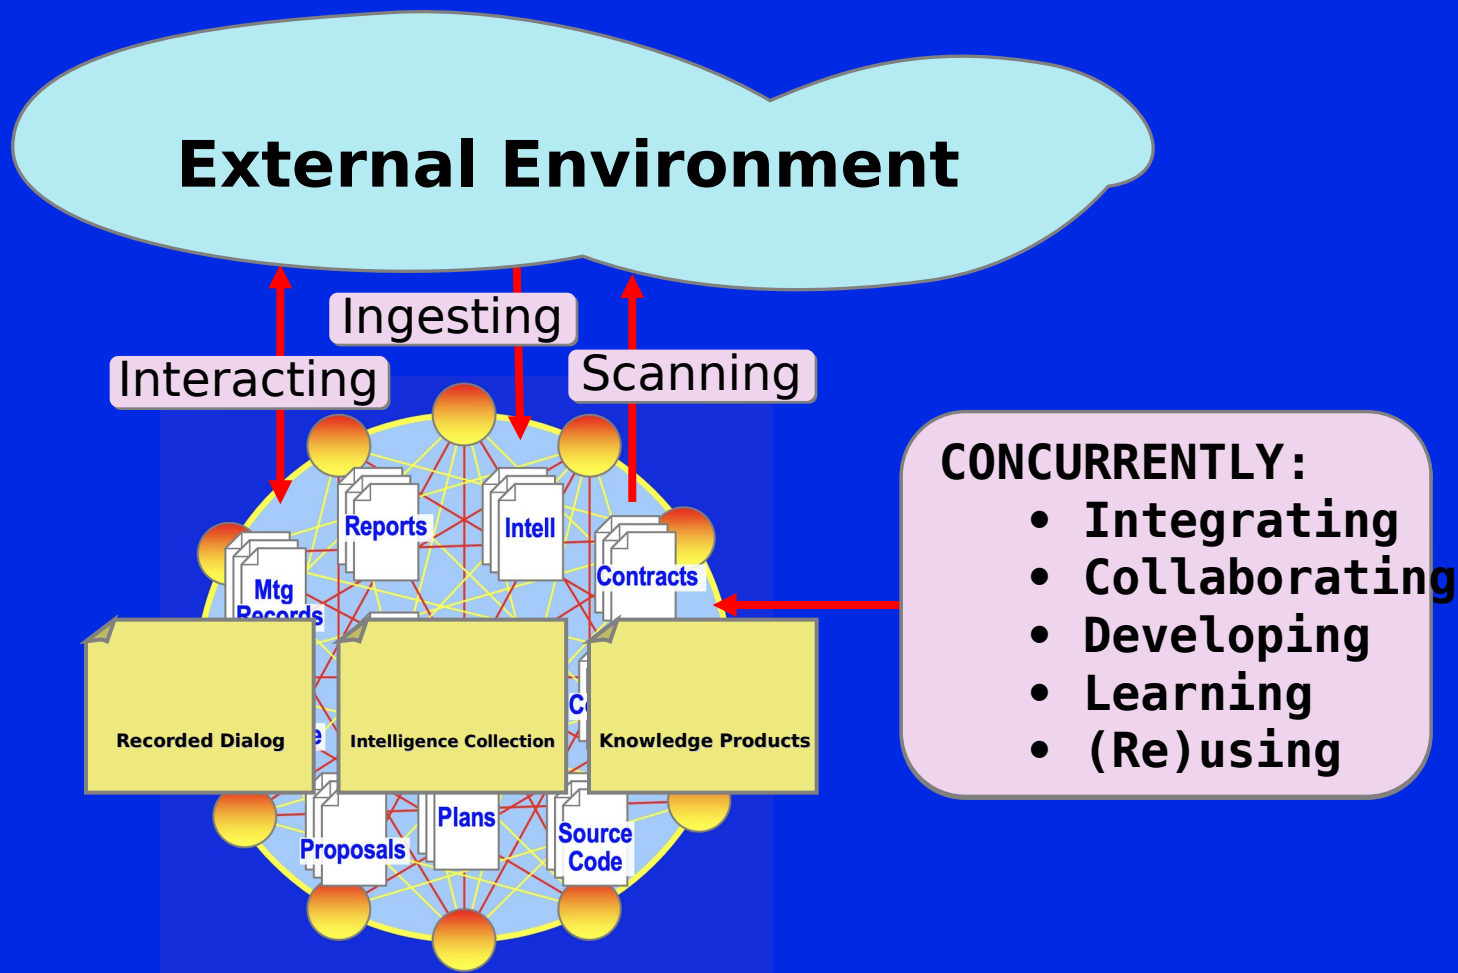 External Environment
Ingesting
Interacting
Scanning
CONCURRENTLY:
• Integrating
• Collaborating
• Developing
• Learning
• (Re)using
Reports
Intell
Contracts
Mtg
Records
Recorded Dialog
Intelligence Collection
Knowledge Products
Plans
Proposals
Source
Code